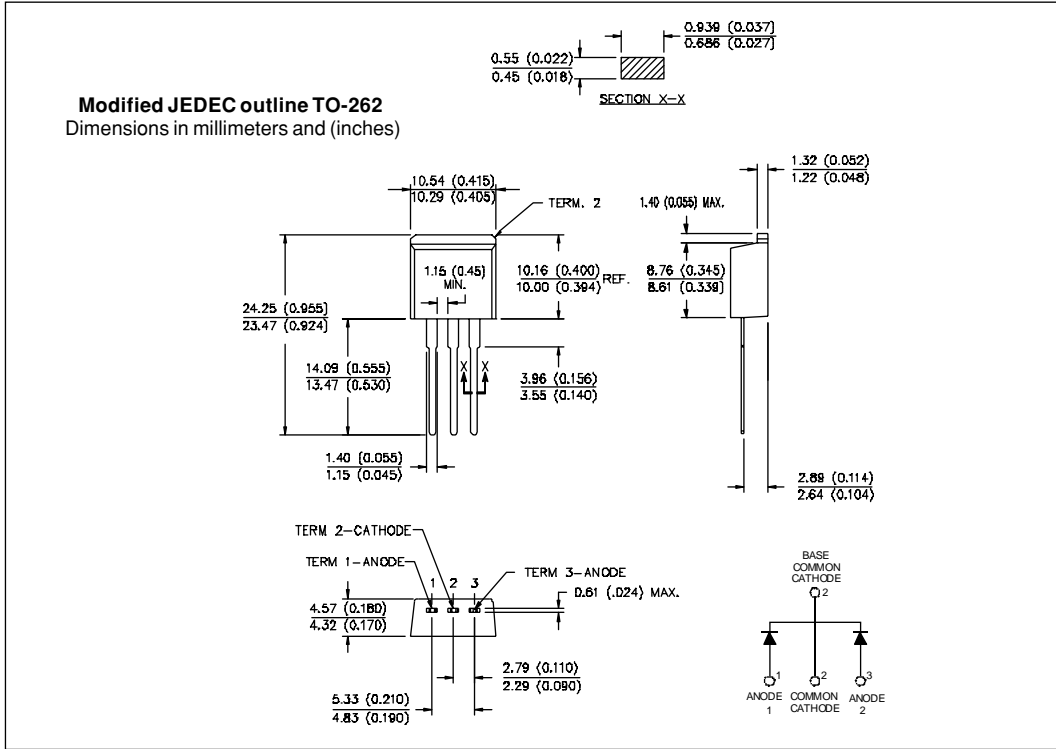 0.939 (0.037)
0.686 (0.027)
0.55 (0.022)
0.45 (0.018)
SECTION X-X
Modified JEDEC outline TO-262
Dimensions in millimeters and (inches)
1.32 (0.052)
1.22 (0.048)
10.54 (0.415)
10.29 (0.405)
TERM. 2
1.40 (0.055) MAX.
1.15 (0.45)
MIN.
10.16 (0.400)
10.00 (0.394)
REF.
8.76 (0.345)
8.61 (0.339)
24.25 (0.955)
23.47 (0.924)
14.09 (0.555)
13.47 (0.530)
X X
3.96 (0.156)
3.55 (0.140)
1.40 (0.055)
1.15 (0.045)
2.89 (0.114)
2.64 (0.104)
TERM 2-CATHODE
TERM 1-ANODE
TERM 3-ANODE
1 2 3
0.61 (.024) MAX.
4.57 (0.180)
4.32 (0.170)
2.79 (0.110)
2.29 (0.090)
5.33 (0.210)
4.83 (0.190)
BASE
COMMON
CATHODE
2
1 2 3
ANODE
1
COMMON
CATHODE
ANODE
2